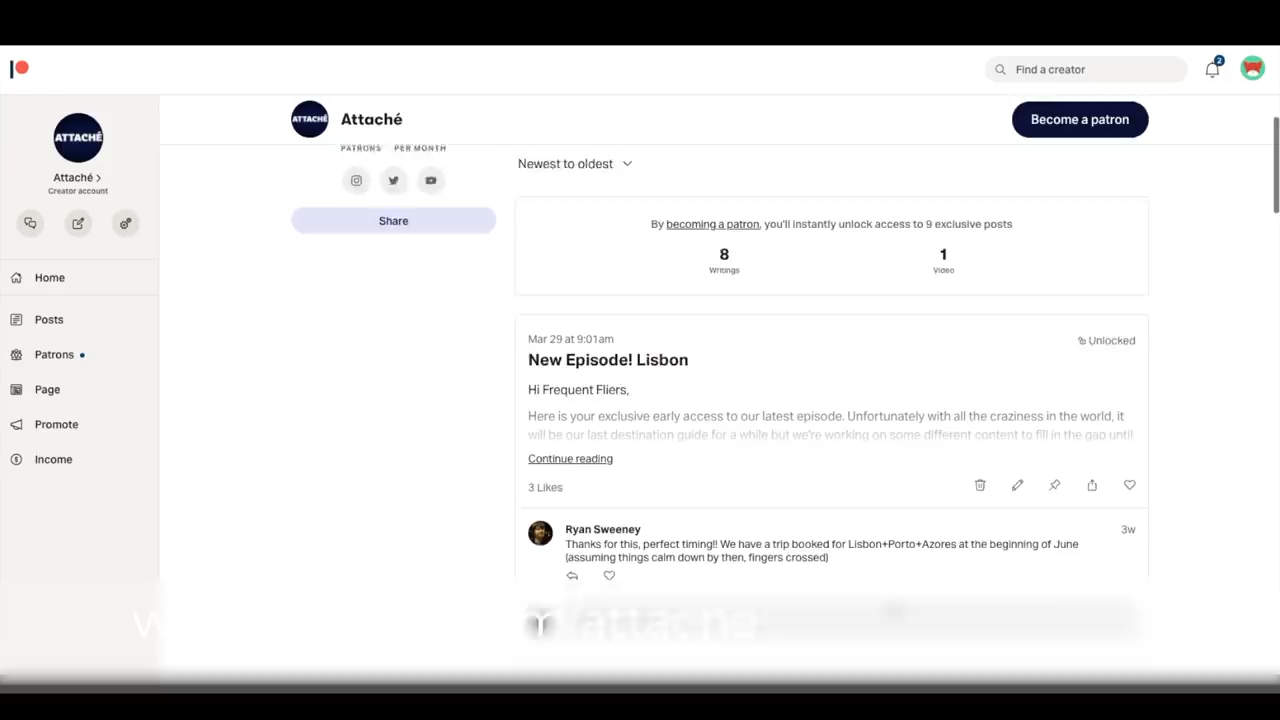 2
Find a creator
ATTACHÉ
Attaché
Become a patron
ATTACHÉ
Attaché
Creator account
PATRONS PER MONTH
Newest to oldest
Share
By becoming a patron, you'll instantly unlock access to 9 exclusive posts
8 1
Writings Video
Home
Posts
Patrons
Page
Promote
Income
Mar 29 at 9:01am
Unlocked
New Episode! Lisbon
Hi Frequent Fliers,
Here is your exclusive early access to our latest episode. Unfortunately with all the craziness in the world, it
will be our last destination guide for a while but we're working on some different content to fill in the gap until
Continue reading
3 Likes
Ryan Sweeney
3w
Thanks for this, perfect timing!! We have a trip booked for Lisbon+Porto+Azores at the beginning of June
(assuming things calm down by then, fingers crossed)
attache